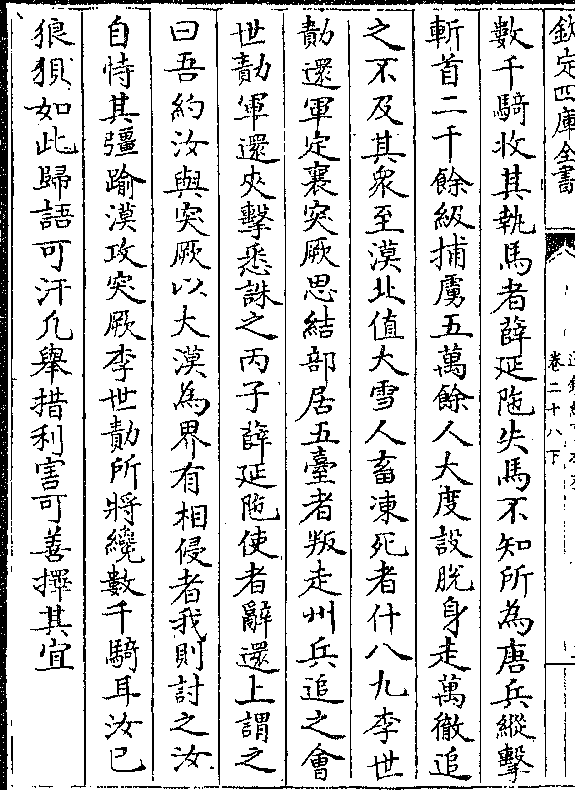 欽定四庫全書
卷二十八下
數千騎收其執馬者薛延陁失馬不知所為唐兵縱擊
斬首二千餘級捕虜五萬餘人大度設脱身走萬徹追
之不及其衆至漠北值大雪人畜凍死者什八九李世
勣還軍定襄突厥思結部居五臺者叛走州兵追之會
世勣軍還夾擊悉誅之丙子薛延陁使者辭還上謂之
曰吾約汝與突厥以大漠為界有相侵者我則討之汝
自恃其彊踰漠攻突厥李世勣所將纔數千騎耳汝已
狼狽如此歸語可汗凡舉措利害可善擇其宜